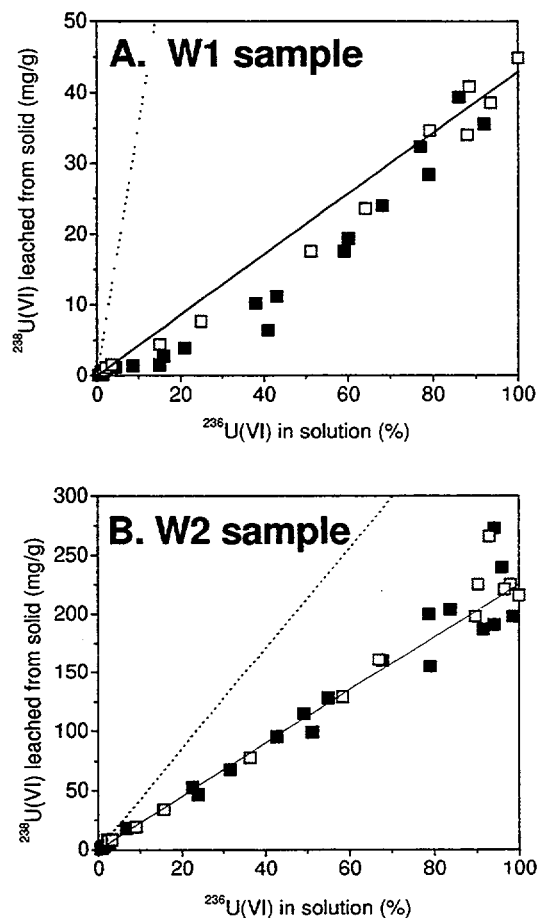 A. W1 sample
50
40
30
20
10
0
²³⁸U(VI) leached from solid (mg/g)
0 20 40 60 80 100
²³⁶U(VI) in solution (%)
B. W2 sample
300
250
200
150
100
50
0
²³⁸U(VI) leached from solid (mg/g)
0 20 40 60 80 100
²³⁶U(VI) in solution (%)